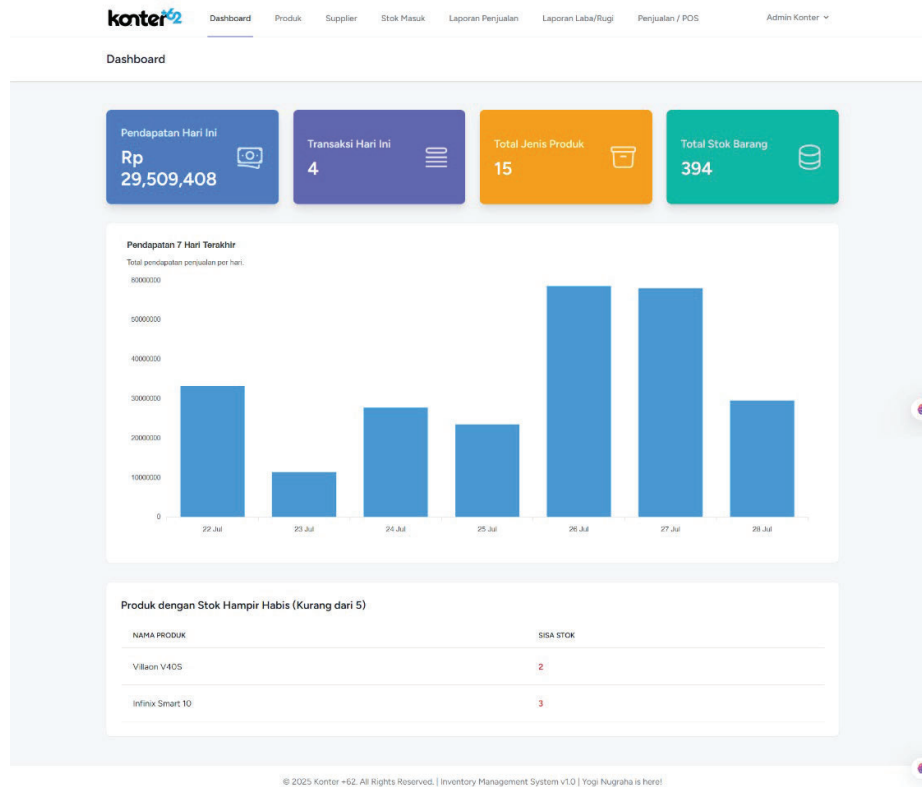 konter+62 Dashboard Produk Supplier Stok Masuk Laporan Penjualan Laporan Laba/Rugi Penjualan / POS Admin Konter
Dashboard
Pendapatan Hari Ini
Rp
29,509,408
Transaksi Hari Ini
4
Total Jenis Produk
15
Total Stok Barang
394
Pendapatan 7 Hari Terakhir
Total pendapatan penjualan per hari.
60000000
50000000
40000000
30000000
20000000
10000000
0
22 Jul 23 Jul 24 Jul 25 Jul 26 Jul 27 Jul 28 Jul
Produk dengan Stok Hampir Habis (Kurang dari 5)
NAMA PRODUK SISA STOK
Villaon V40S 2
Infinix Smart 10 3
© 2025 Konter +62. All Rights Reserved. | Inventory Management System v1.0 | Yogi Nugraha is here!